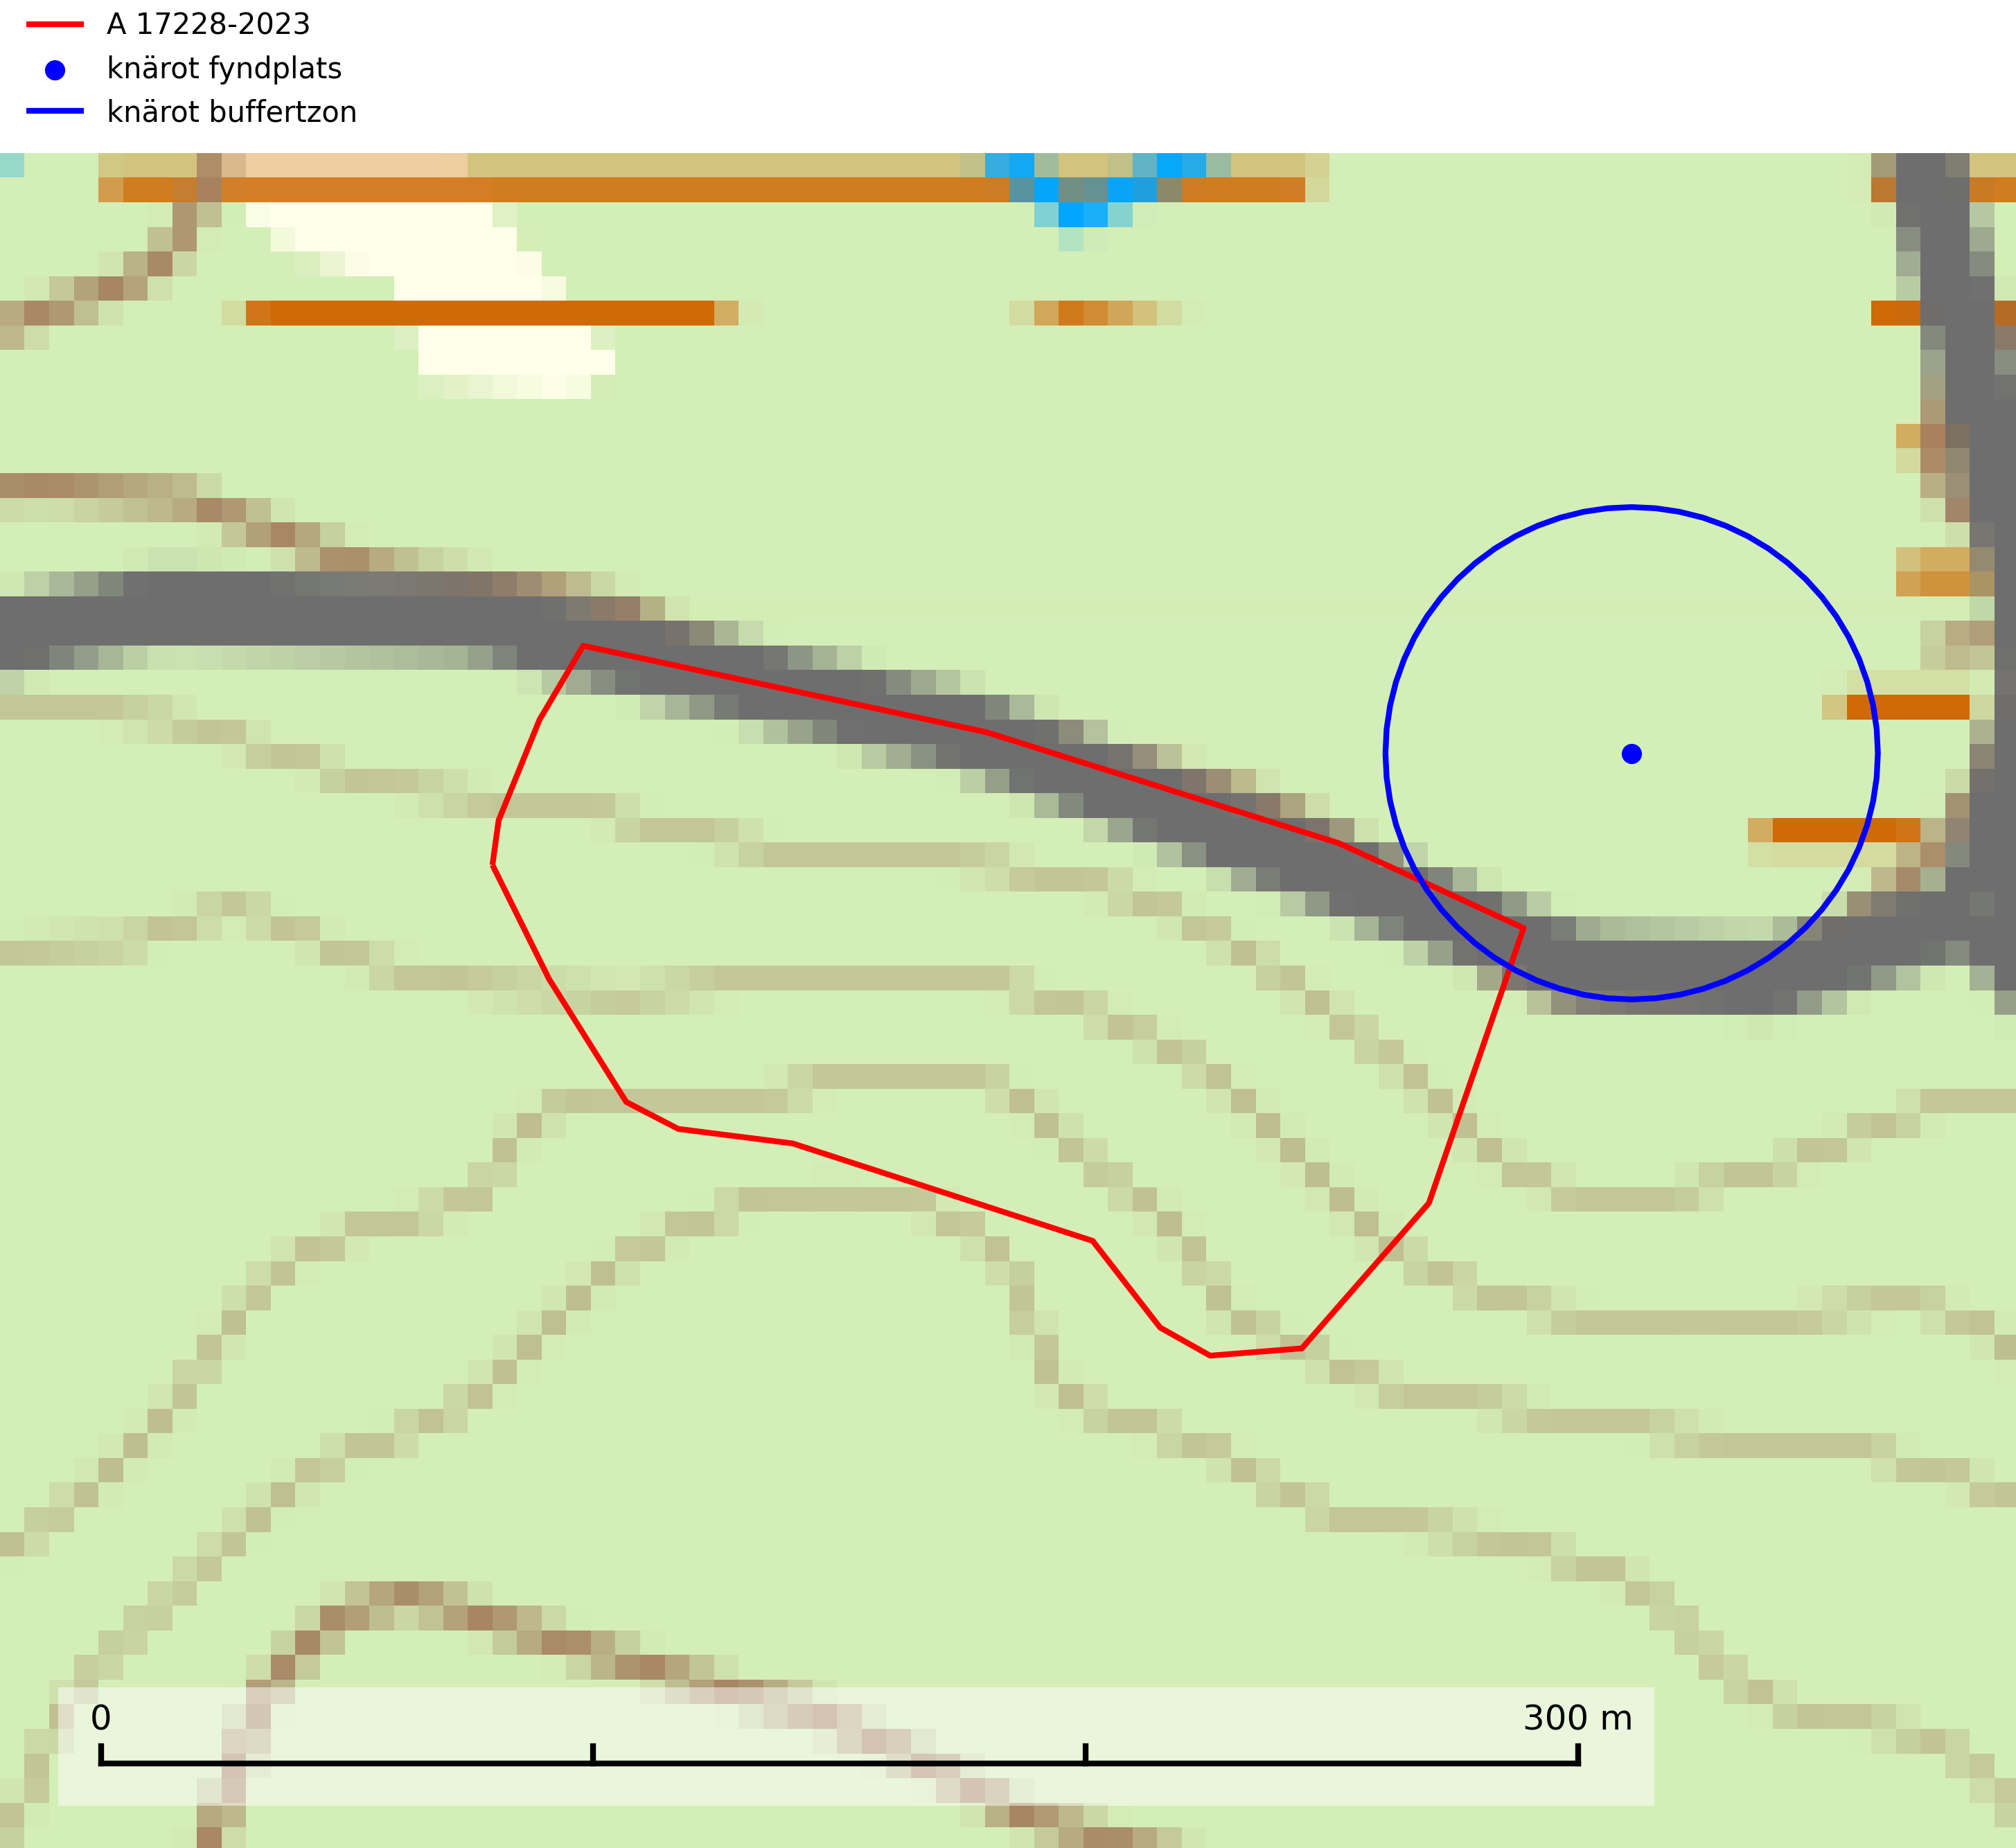 A 17228-2023
knärot fyndplats
knärot buffertzon
0 300 m